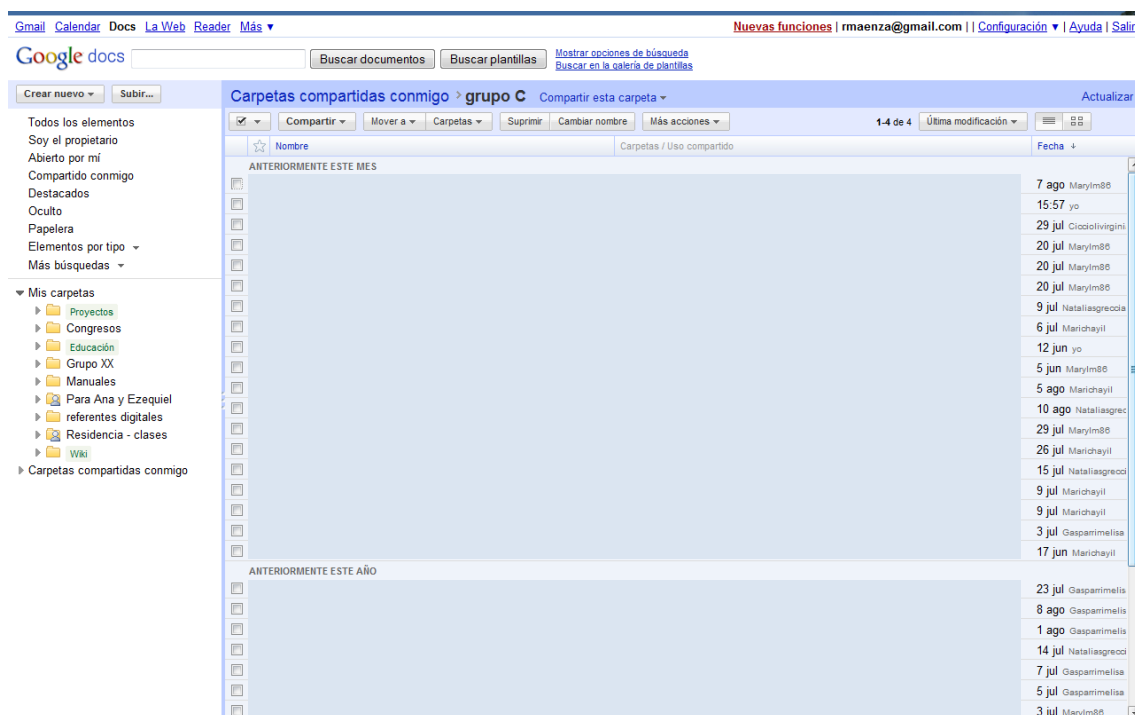 Gmail Calendar Docs La Web Reader Más ▼ Nuevas funciones | rmaenza@gmail.com | | Configuración ▼ | Ayuda | Salir
Google docs Buscar documentos Buscar plantillas Mostrar opciones de búsqueda
Buscar en la galería de plantillas
Crear nuevo Subir... Carpetas compartidas conmigo > grupo C Compartir esta carpeta Actualizar
Compartir Mover a Carpetas Suprimir Cambiar nombre Más acciones 1-4 de 4 Última modificación
Nombre Carpetas / Uso compartido Fecha ↓
Todos los elementos
Soy el propietario
Abierto por mí
Compartido conmigo
Destacados
Oculto
Papelera
Elementos por tipo
Más búsquedas
Mis carpetas
Proyectos
Congresos
Educación
Grupo XX
Manuales
Para Ana y Ezequiel
referentes digitales
Residencia - clases
Wiki
Carpetas compartidas conmigo
ANTERIORMENTE ESTE MES
7 ago Marylm86
15:57 yo
29 jul Cicciolivirgini
20 jul Marylm86
20 jul Marylm86
20 jul Marylm86
9 jul Nataliasgreccia
6 jul Marichayil
12 jun yo
5 jun Marylm86
5 ago Marichayil
10 ago Nataliasgrec
29 jul Marylm86
26 jul Marichayil
15 jul Nataliasgrecci
9 jul Marichayil
9 jul Marichayil
3 jul Gasparrimelisa
17 jun Marichayil
ANTERIORMENTE ESTE AÑO
23 jul Gasparrimelis
8 ago Gasparrimelis
1 ago Gasparrimelis
14 jul Nataliasgrecci
7 jul Gasparrimelisa
5 jul Gasparrimelisa
3 jul Marylm86